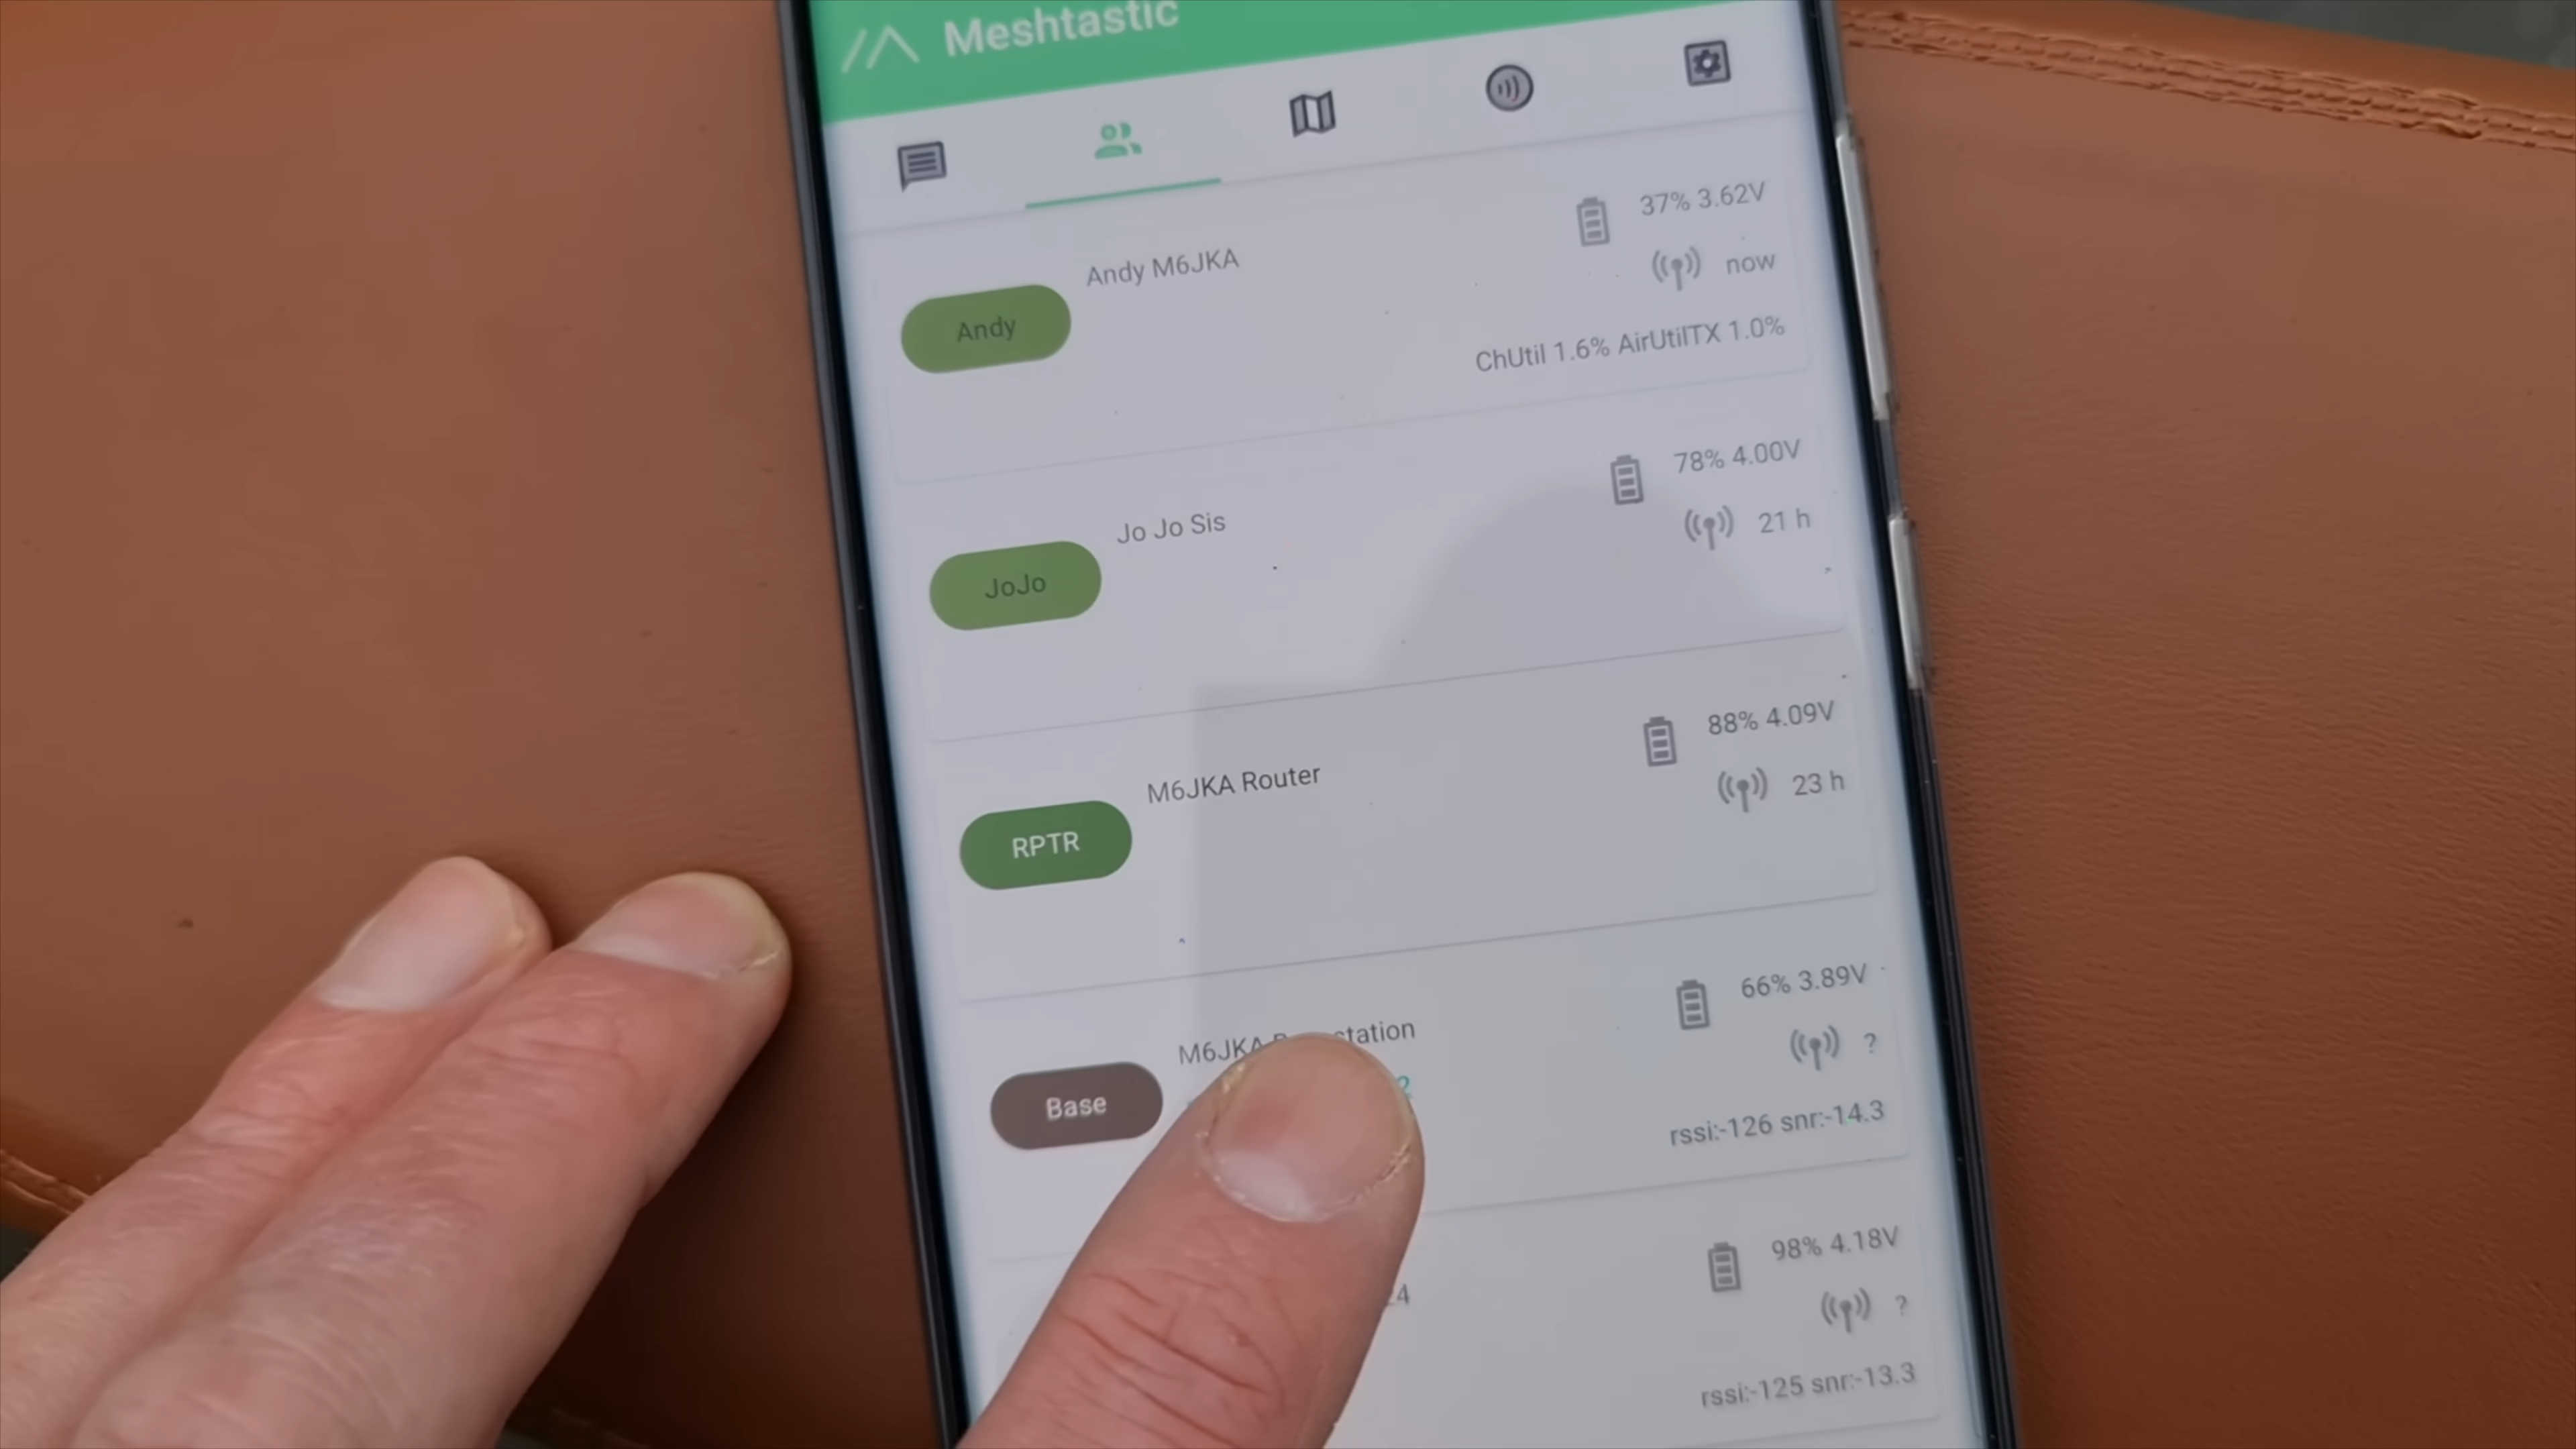 Meshtastic
37% 3.62V
Andy M6JKA
now
Andy
ChUtil 1.6% AirUtilTX 1.0%
78% 4.00V
Jo Jo Sis
21 h
JoJo
88% 4.09V
M6JKA Router
23 h
RPTR
66% 3.89V
M6JKA station
?
Base
rssi:-126 snr:-14.3
98% 4.18V
?
rssi:-125 snr:-13.3